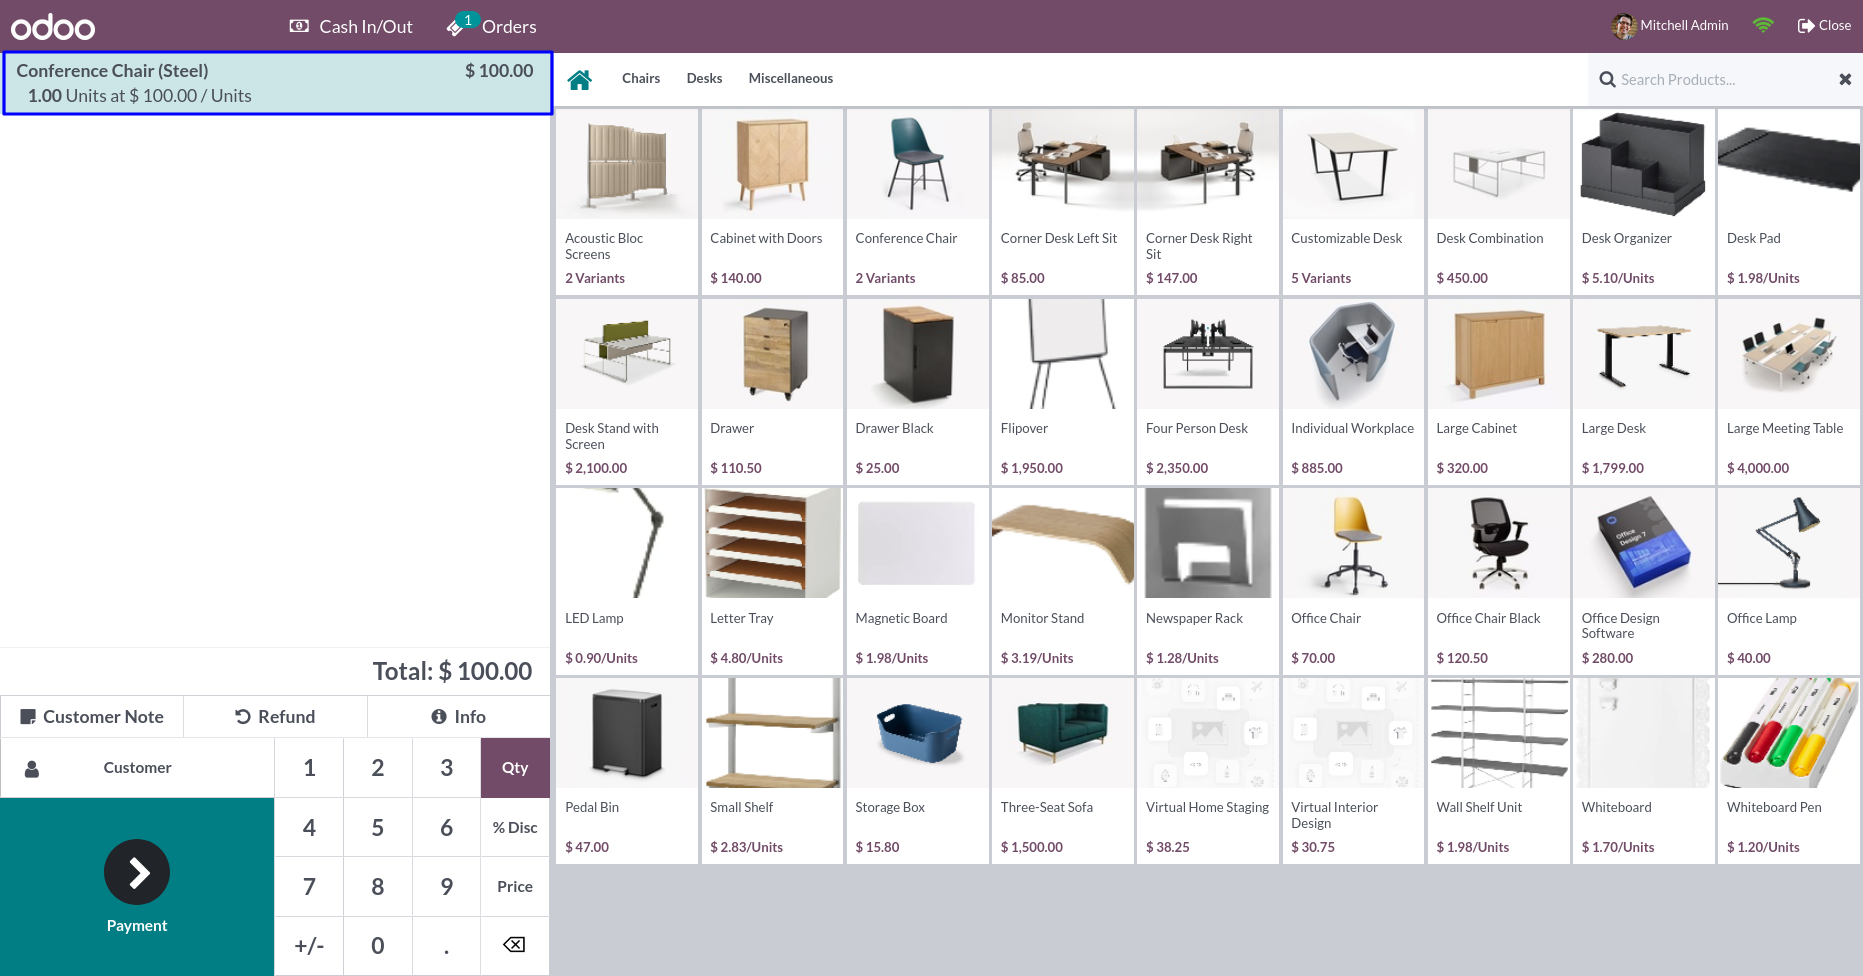 odoo
Cash In/Out
1
Orders
Mitchell Admin
Close
Conference Chair (Steel)
$ 100.00
1.00 Units at $ 100.00 / Units
Chairs
Desks
Miscellaneous
Search Products...
Acoustic Bloc
Screens
2 Variants
Cabinet with Doors
$ 140.00
Conference Chair
2 Variants
Corner Desk Left Sit
$ 85.00
Corner Desk Right
Sit
$ 147.00
Customizable Desk
5 Variants
Desk Combination
$ 450.00
Desk Organizer
$ 5.10/Units
Desk Pad
$ 1.98/Units
Desk Stand with
Screen
$ 2,100.00
Drawer
$ 110.50
Drawer Black
$ 25.00
Flipover
$ 1,950.00
Four Person Desk
$ 2,350.00
Individual Workplace
$ 885.00
Large Cabinet
$ 320.00
Large Desk
$ 1,799.00
Large Meeting Table
$ 4,000.00
LED Lamp
$ 0.90/Units
Letter Tray
$ 4.80/Units
Magnetic Board
$ 1.98/Units
Monitor Stand
$ 3.19/Units
Newspaper Rack
$ 1.28/Units
Office Chair
$ 70.00
Office Chair Black
$ 120.50
Office
Design 7
Office Design
Software
$ 280.00
Office Lamp
$ 40.00
Pedal Bin
$ 47.00
Small Shelf
$ 2.83/Units
Storage Box
$ 15.80
Three-Seat Sofa
$ 1,500.00
Virtual Home Staging
$ 38.25
Virtual Interior
Design
$ 30.75
Wall Shelf Unit
$ 1.98/Units
Whiteboard
$ 1.70/Units
Whiteboard Pen
$ 1.20/Units
Total: $ 100.00
Customer Note
Refund
Info
Customer
1
2
3
Qty
4
5
6
% Disc
7
8
9
Price
+/-
0
.
Payment